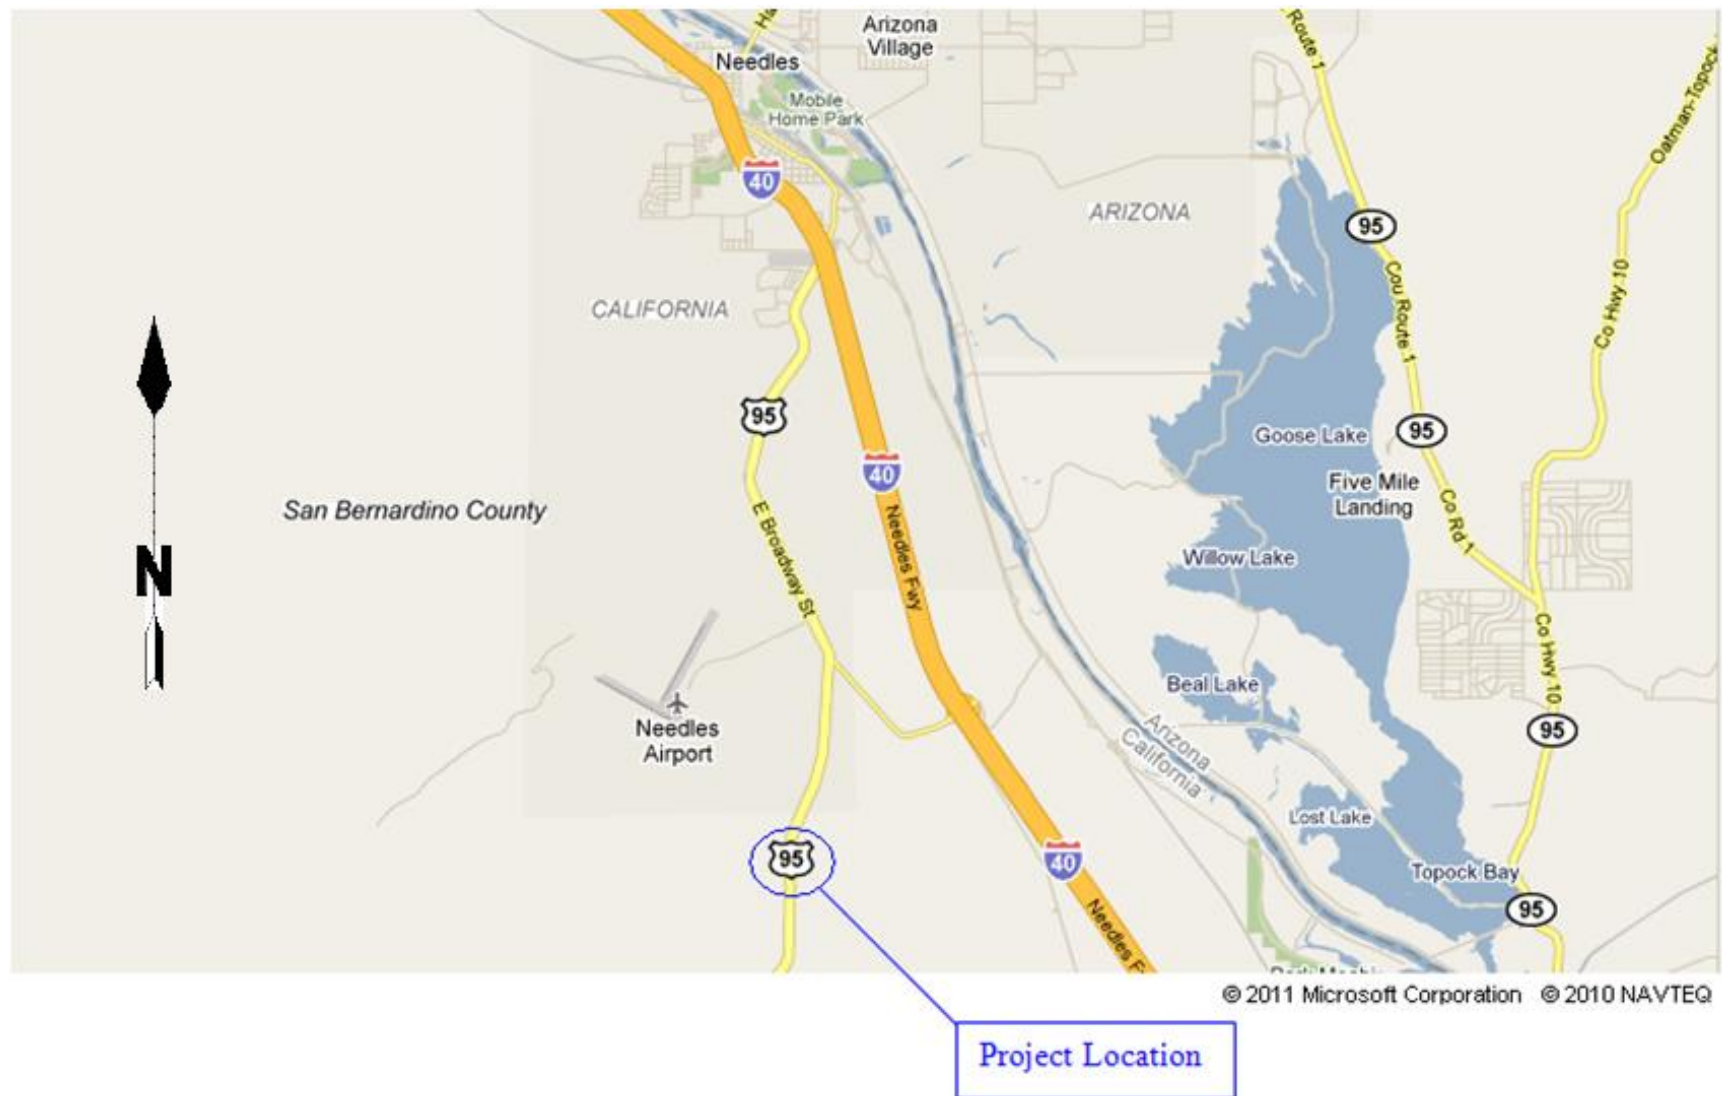 Arizona
Village
Route 1
Needles
Mobile
Home Park
Oatman-Topock
40
ARIZONA
95
CALIFORNIA
Cou Route 1
Co Hwy 10
95
95
Goose Lake
40
Five Mile
Landing
San Bernardino County
E Broadway St
Needles Fwy
Co Rd 1
Willow Lake
N
Co Hwy 10
Beal Lake
Needles
Airport
Arizona
California
95
Lost Lake
95
40
Topock Bay
95
Needles
© 2011 Microsoft Corporation © 2010 NAVTEQ
Project Location